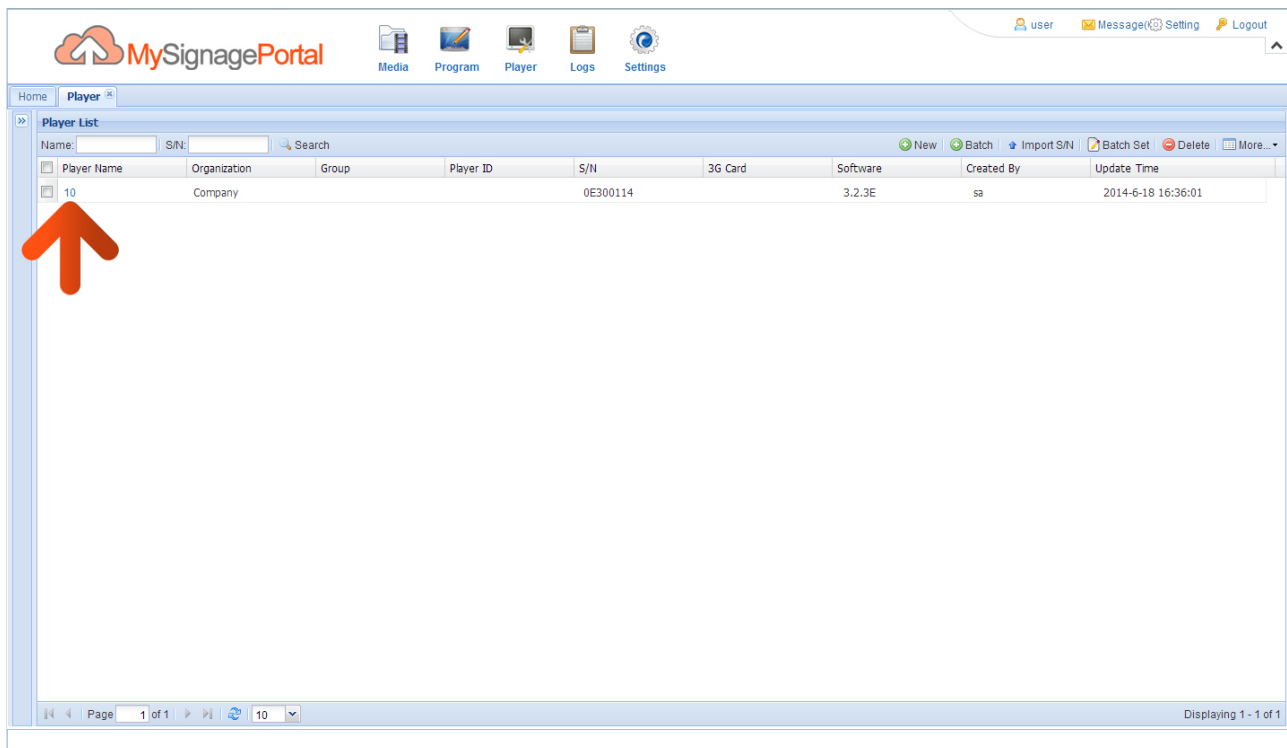 user Message( Setting Logout
MySignagePortal
Media Program Player Logs Settings
Home Player
Player List
Name: S/N: Search New Batch Import S/N Batch Set Delete More...
Player Name Organization Group Player ID S/N 3G Card Software Created By Update Time
10 Company 0E300114 3.2.3E sa 2014-6-18 16:36:01
Page 1 of 1 10 Displaying 1 - 1 of 1